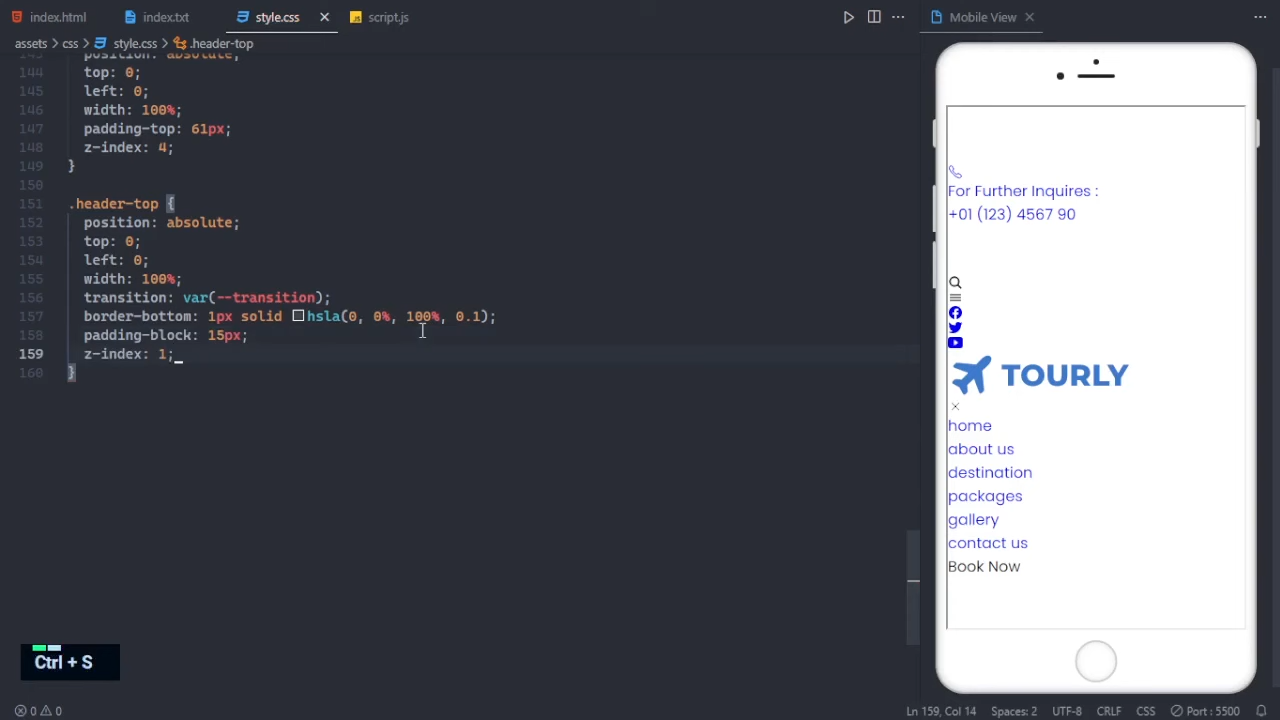 index.html
index.txt
style.css
script.js
Mobile View
assets > css > style.css > .header-top
143 position: absolute;
144 top: 0;
145 left: 0;
146 width: 100%;
147 padding-top: 61px;
148 z-index: 4;
149 }
150
151 .header-top {
152 position: absolute;
153 top: 0;
154 left: 0;
155 width: 100%;
156 transition: var(--transition);
157 border-bottom: 1px solid hsla(0, 0%, 100%, 0.1);
158 padding-block: 15px;
159 z-index: 1;
160 }
For Further Inquires :
+01 (123) 4567 90
TOURLY
home
about us
destination
packages
gallery
contact us
Book Now
Ctrl + S
0 0
Ln 159, Col 14 Spaces: 2 UTF-8 CRLF CSS Port : 5500